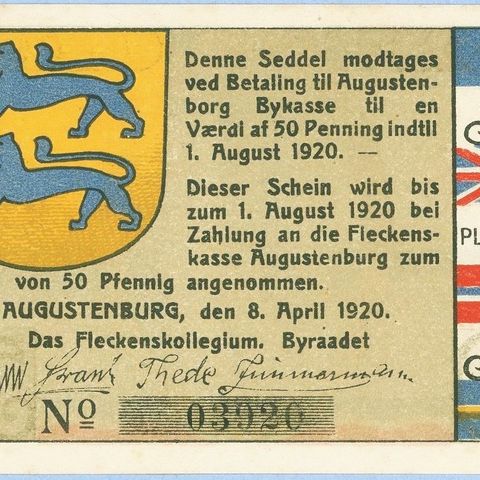 Denne Seddel modtages
ved Betaling til Augusten-
borg Bykasse til en
Værdi af 50 Penning indtil
1. August 1920. —
Dieser Schein wird bis
zum 1. August 1920 bei
Zahlung an die Fleckens-
kasse Augustenburg zum
von 50 Pfennig angenommen.
AUGUSTENBURG, den 8. April 1920.
Das Fleckenskollegium. Byraadet
Thede Zimmermann.
No 03920
PL